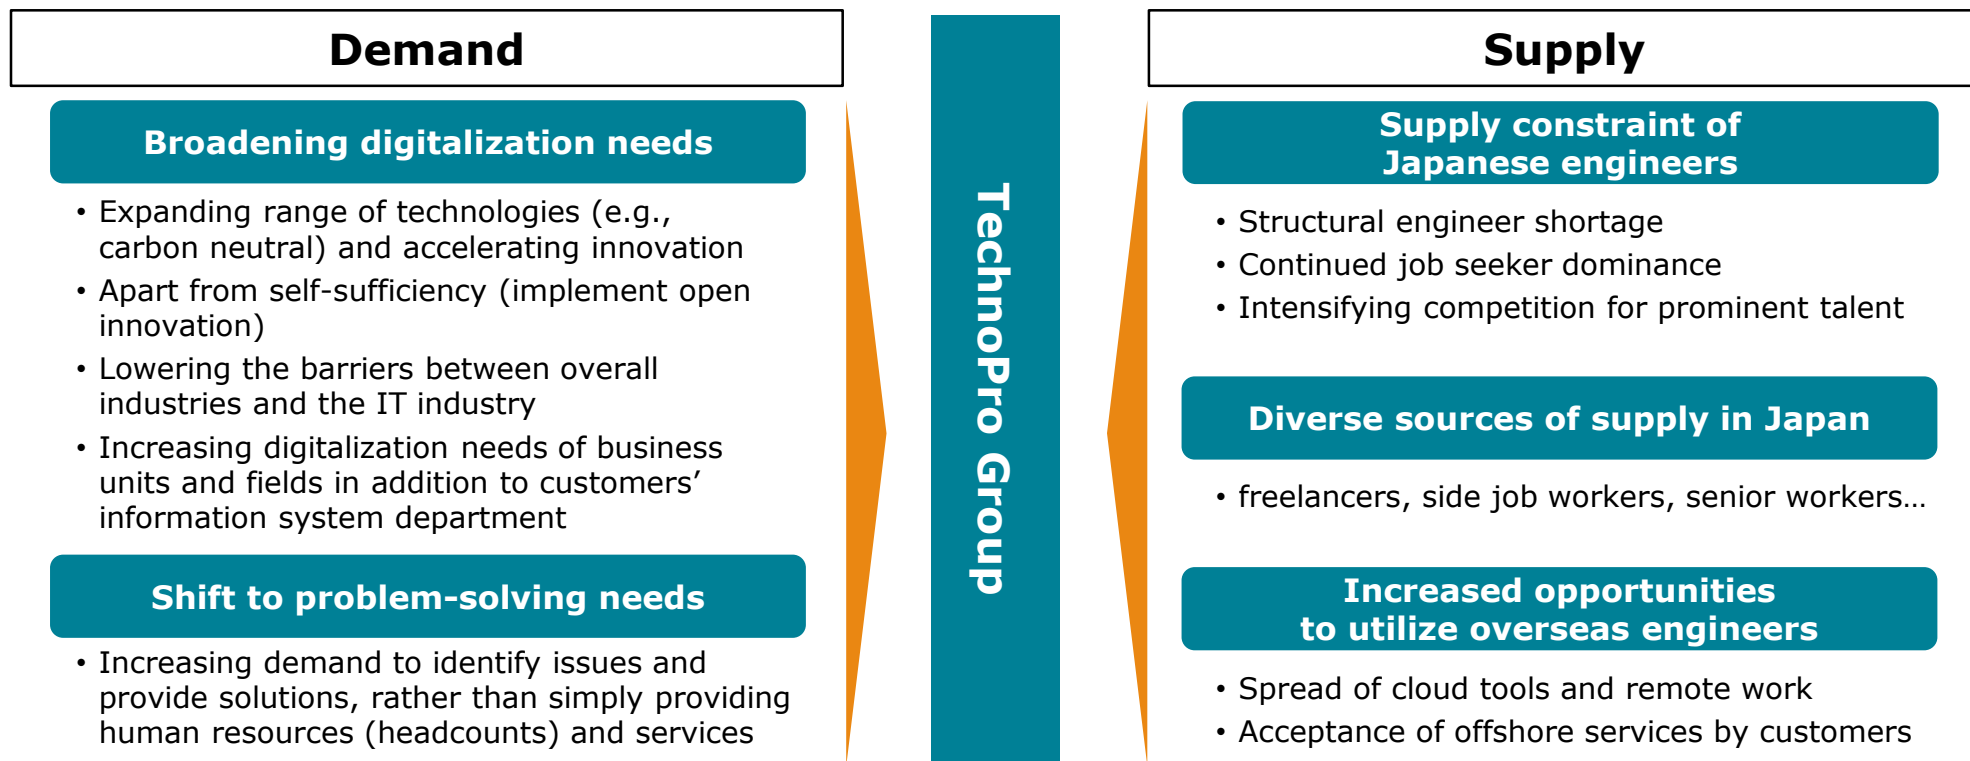 Demand
Broadening digitalization needs
• Expanding range of technologies (e.g.,
carbon neutral) and accelerating innovation
• Apart from self-sufficiency (implement open
innovation)
• Lowering the barriers between overall
industries and the IT industry
• Increasing digitalization needs of business
units and fields in addition to customers’
information system department
Shift to problem-solving needs
• Increasing demand to identify issues and
provide solutions, rather than simply providing
human resources (headcounts) and services
TechnoPro Group
Supply
Supply constraint of
Japanese engineers
• Structural engineer shortage
• Continued job seeker dominance
• Intensifying competition for prominent talent
Diverse sources of supply in Japan
• freelancers, side job workers, senior workers…
Increased opportunities
to utilize overseas engineers
• Spread of cloud tools and remote work
• Acceptance of offshore services by customers